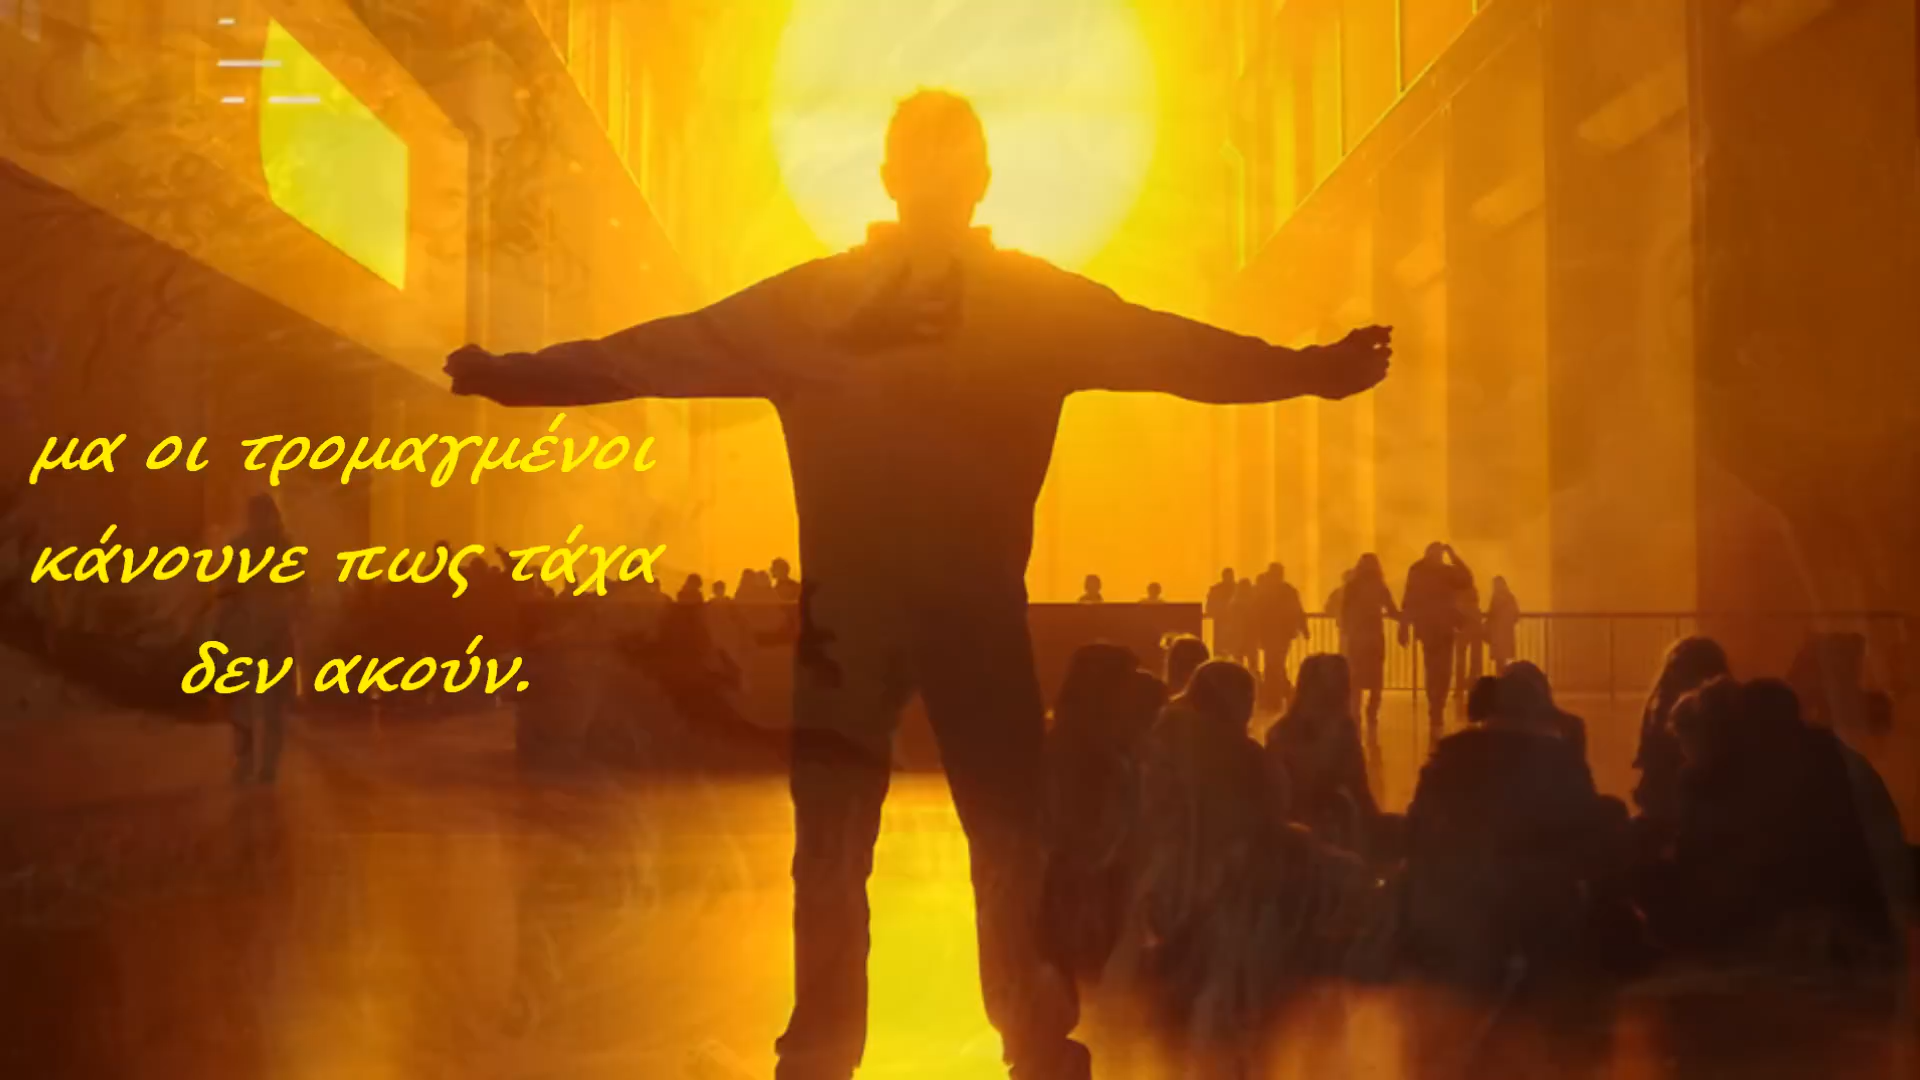 μα οι τρομαγμένοι
κάνουνε πως τάχα
δεν ακούν.